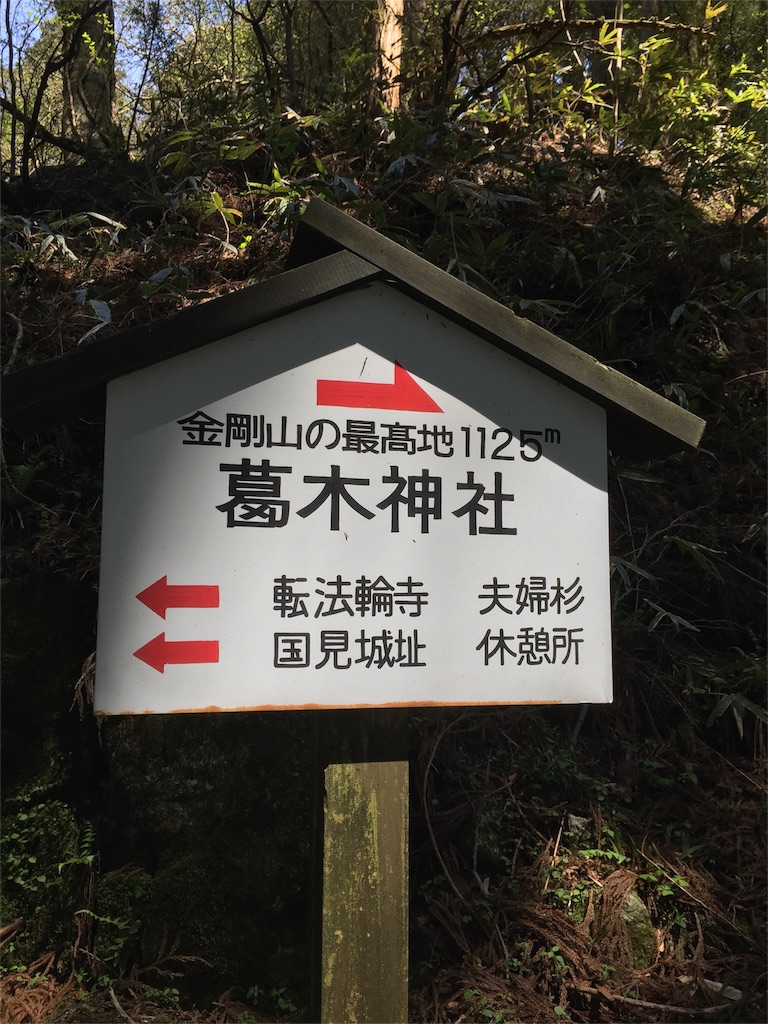 金剛山の最髙地1125m
葛木神社
転法輪寺 夫婦杉
国見城址 休憩所